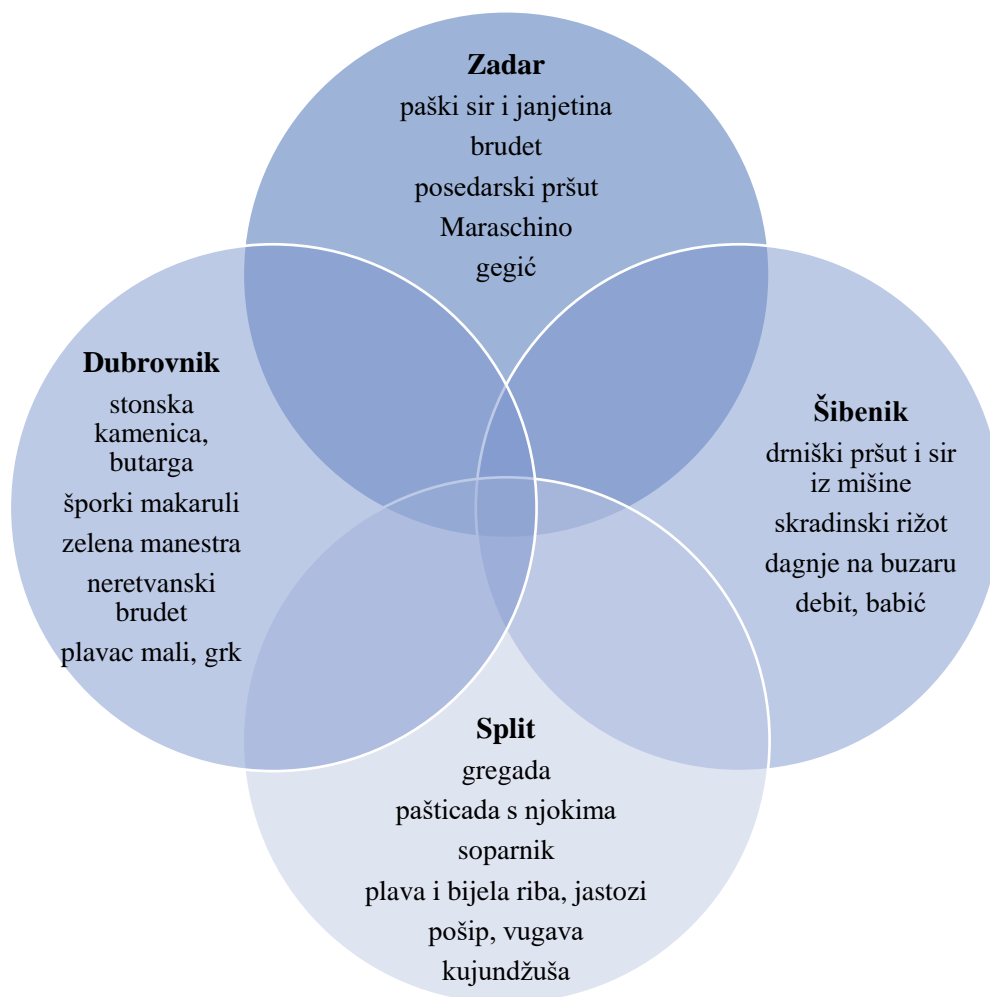 Zadar
paški sir i janjetina
brudet
posedarski pršut
Maraschino
gegić
Dubrovnik
stonska
kamenica,
butarga
šporki makaruli
zelena manestra
neretvanski
brudet
plavac mali, grk
Šibenik
drniški pršut i sir
iz mišine
skradinski rižot
dagnje na buzaru
debit, babić
Split
gregada
pašticada s njokima
soparnik
plava i bijela riba, jastozi
pošip, vugava
kujundžuša